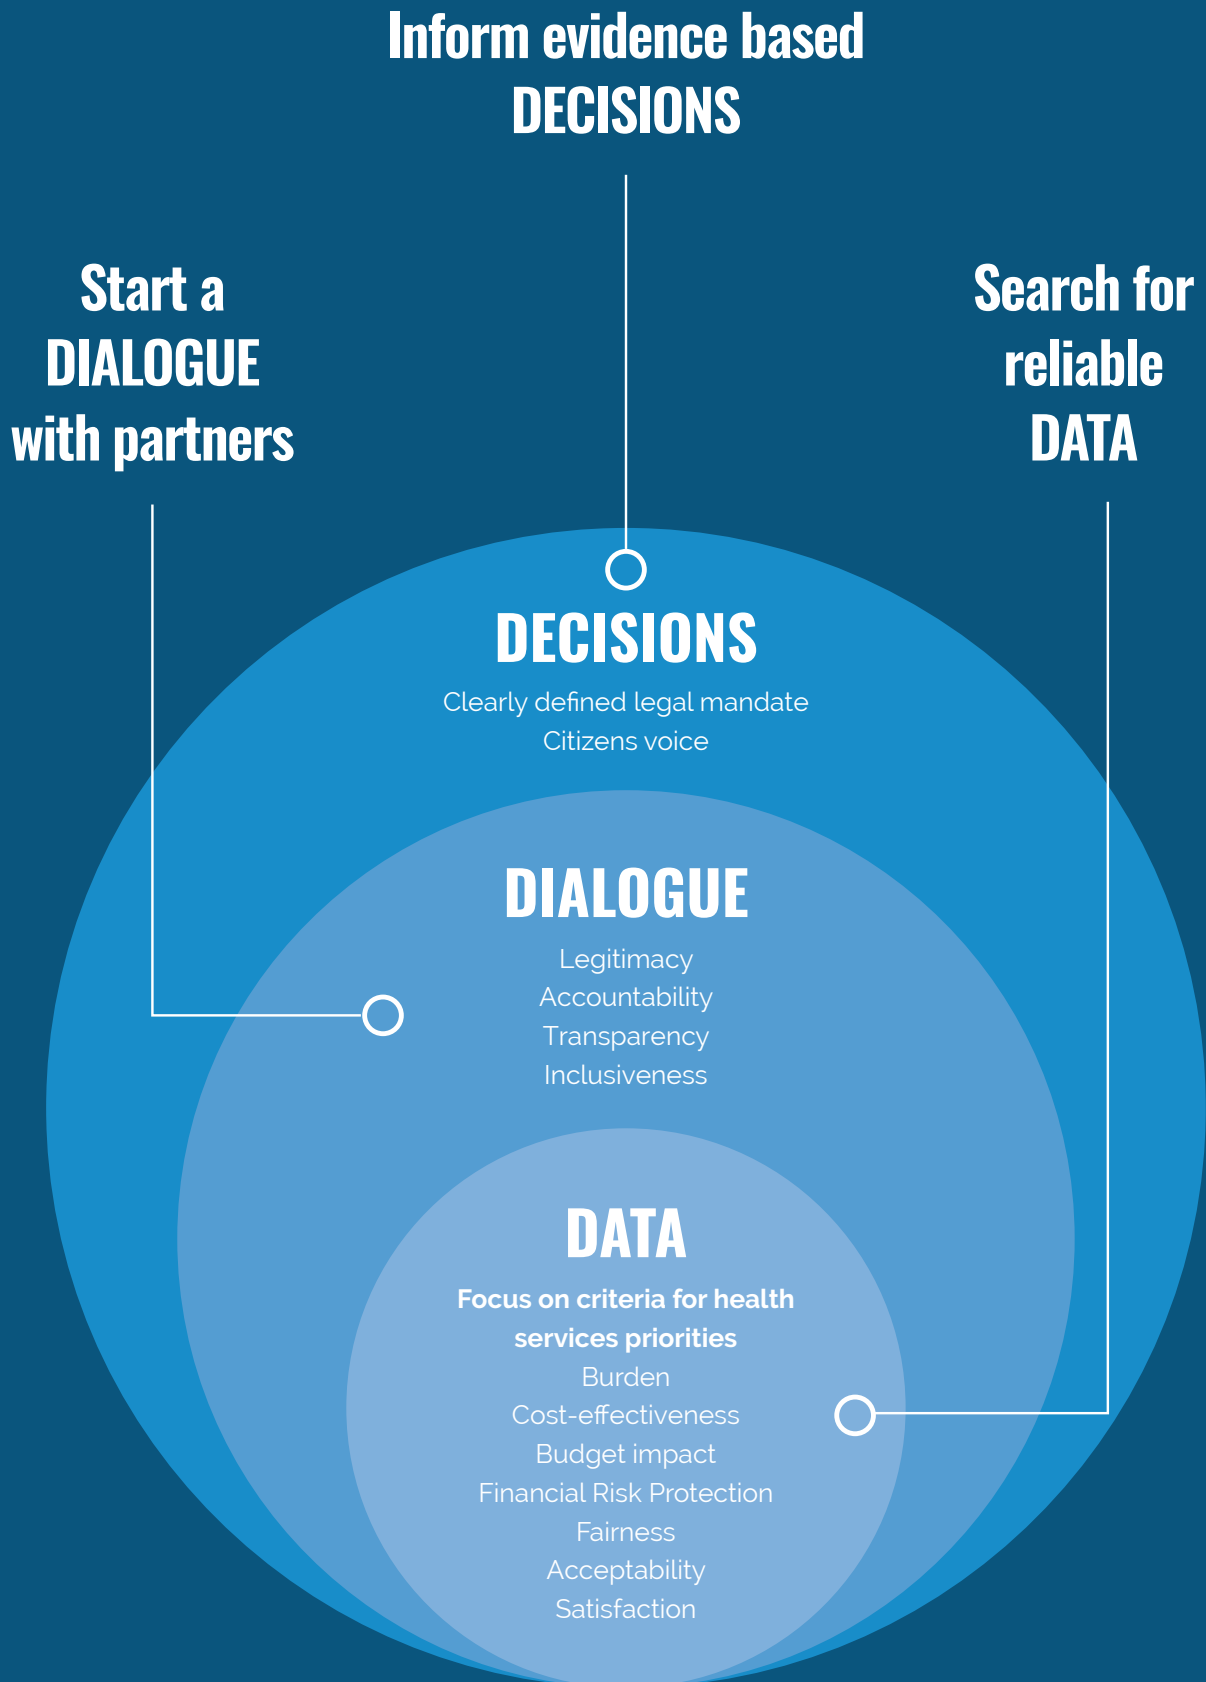 Inform evidence based
DECISIONS
Start a
DIALOGUE
with partners
Search for
reliable
DATA
DECISIONS
Clearly defined legal mandate
Citizens voice
DIALOGUE
Legitimacy
Accountability
Transparency
Inclusiveness
DATA
Focus on criteria for health
services priorities
Burden
Cost-effectiveness
Budget impact
Financial Risk Protection
Fairness
Acceptability
Satisfaction